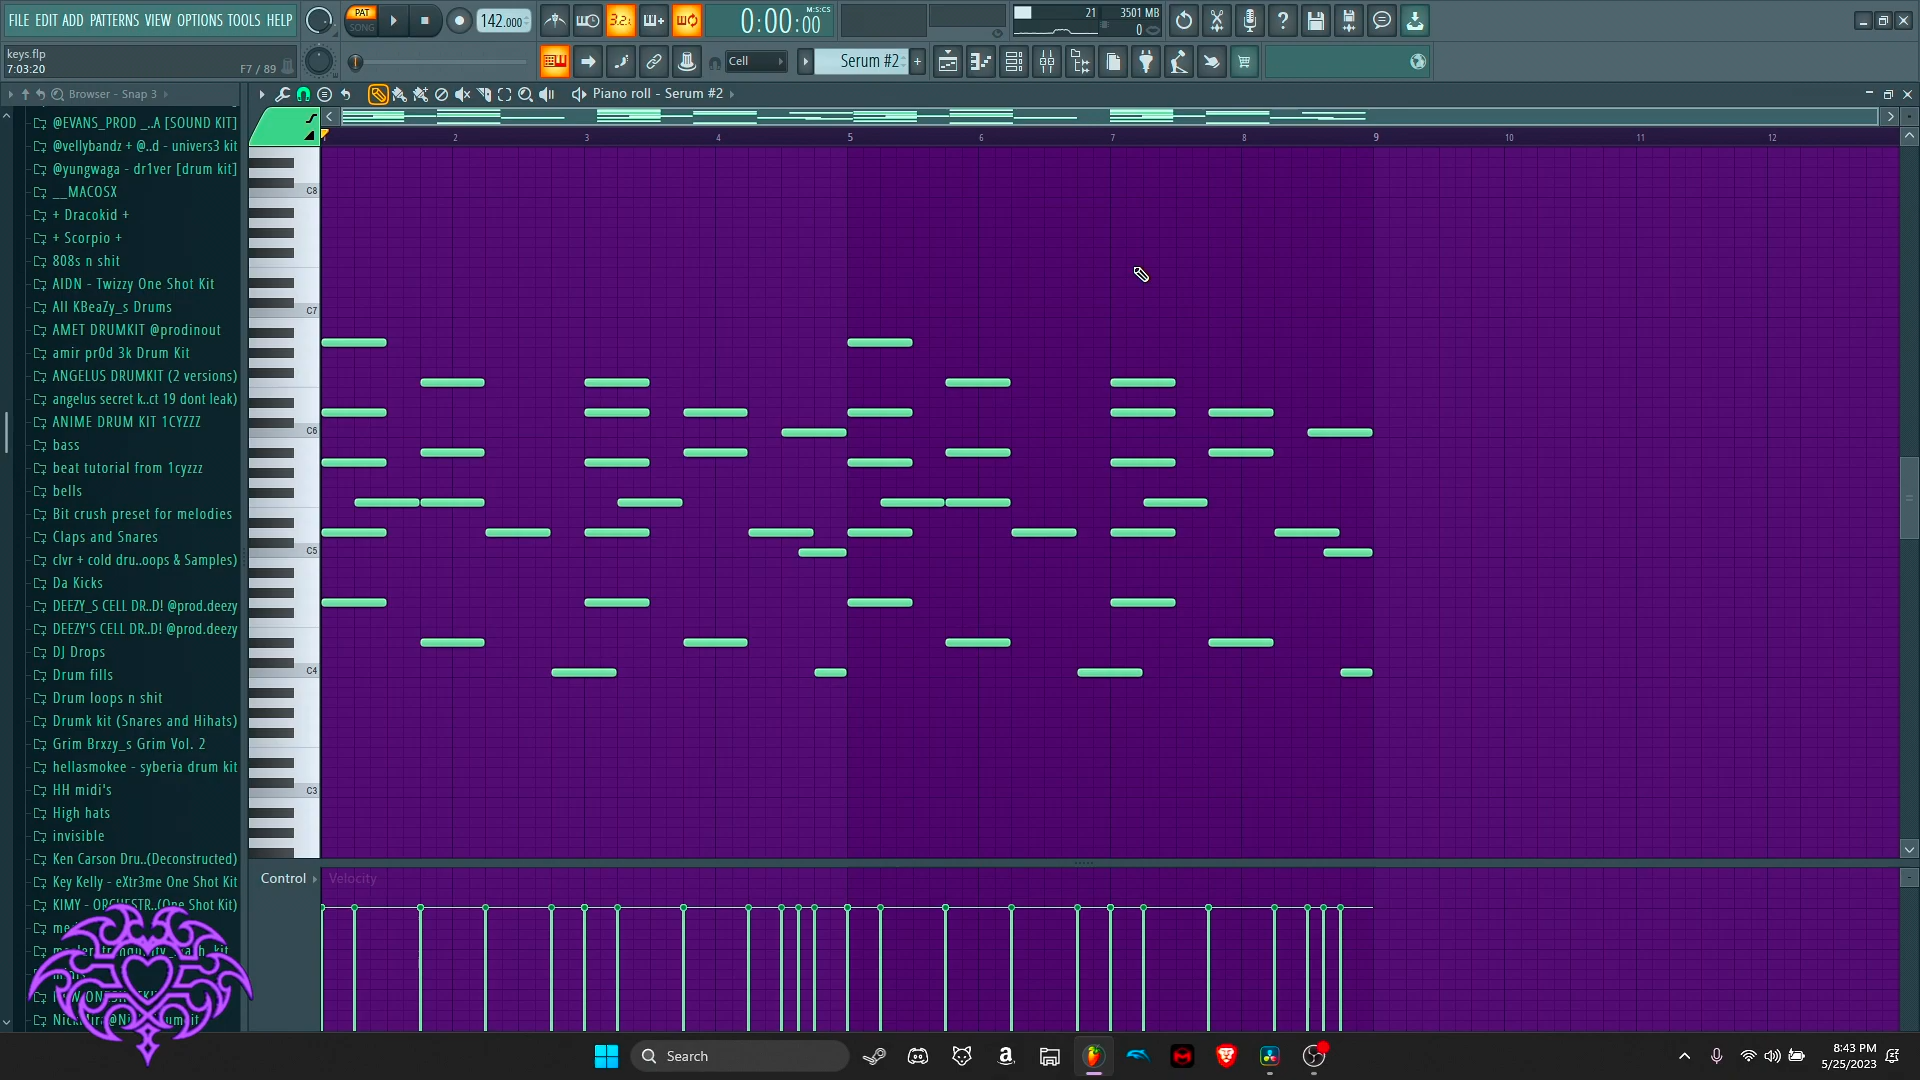 FILE EDIT ADD PATTERNS VIEW OPTIONS TOOLS HELP
PAT
SONG
142.000
3.2.
0:00:00
M:S:CS
21
3501 MB
0
keys.flp
7:03:20
F7 / 89
Cell
Serum #2
Browser - Snap 3
Piano roll - Serum #2
@EVANS_PROD _..A [SOUND KIT]
@vellybandz + @..d - univers3 kit
@yungwaga - dr1ver [drum kit]
__MACOSX
+ Dracokid +
+ Scorpio +
808s n shit
AIDN - Twizzy One Shot Kit
All KBeaZy_s Drums
AMET DRUMKIT @prodinout
amir pr0d 3k Drum Kit
ANGELUS DRUMKIT (2 versions)
angelus secret k..ct 19 dont leak)
ANIME DRUM KIT 1CYZZZ
bass
beat tutorial from 1cyzzz
bells
Bit crush preset for melodies
Claps and Snares
clvr + cold dru..oops & Samples)
Da Kicks
DEEZY_S CELL DR..D! @prod.deezy
DEEZY'S CELL DR..D! @prod.deezy
DJ Drops
Drum fills
Drum loops n shit
Drumk kit (Snares and Hihats)
Grim Brxzy_s Grim Vol. 2
hellasmokee - syberia drum kit
HH midi's
High hats
invisible
Ken Carson Dru..(Deconstructed)
Key Kelly - eXtr3me One Shot Kit
KIMY - ORCHESTR..(One Shot Kit)
2 3 4 5 6 7 8 9 10 11 12
C8
C7
C6
C5
C4
C3
Control
Velocity
Search
8:43 PM
5/25/2023